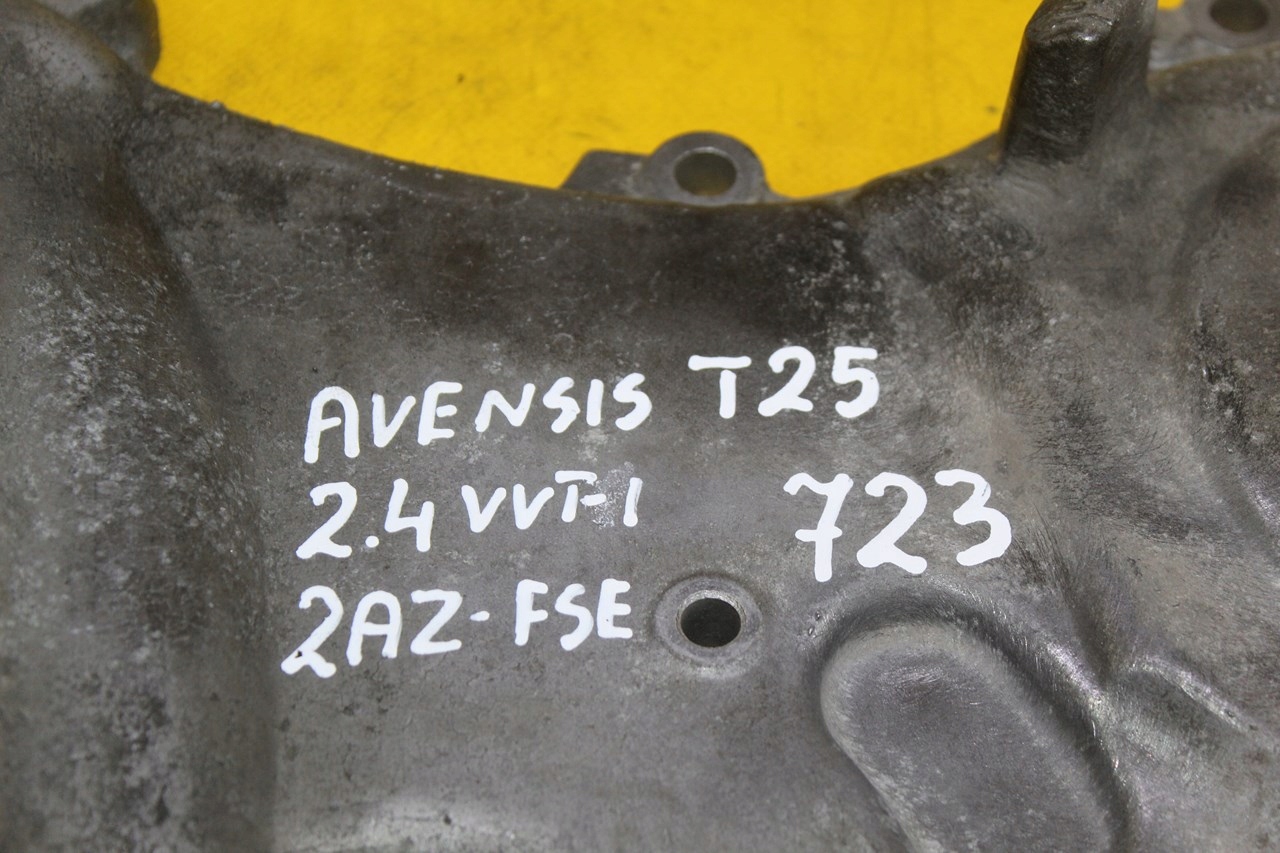 AVENSIS T25
2.4 VVT-I 723
2AZ-FSE